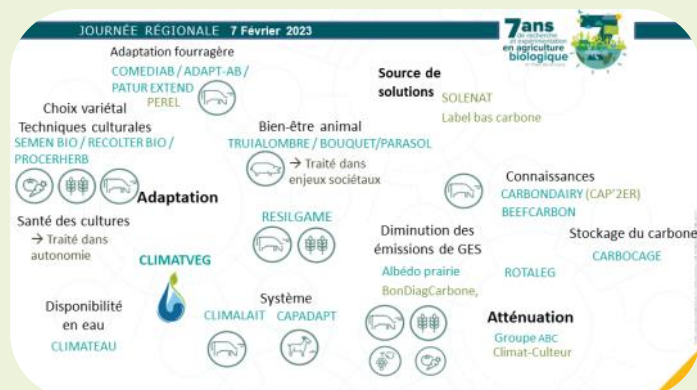 JOURNÉE RÉGIONALE 7 Février 2023
7ans
de recherche
et expérimentation
en agriculture
biologique
Adaptation fourragère
COMEDIAB / ADAPT-AB /
PATUR EXTEND
PEREL
Source de
solutions
SOLENAT
Label bas carbone
Choix variétal
Techniques culturales
SEMEN BIO / RECOLTER BIO /
PROCERHERB
Bien-être animal
TRUIALOMBRE / BOUQUET/PARASOL
→ Traité dans
enjeux sociétaux
Adaptation
Connaissances
CARBONDAIRY (CAP'2ER)
BEEFCARBON
Santé des cultures
→ Traité dans
autonomie
RESILGAME
Diminution des
émissions de GES
Stockage du carbone
CARBOCAGE
CLIMATVEG
Albédo prairie
ROTALEG
BonDiagCarbone,
Disponibilité
en eau
CLIMATEAU
Système
CLIMALAIT CAPADAPT
Atténuation
Groupe ABC
Climat-Culteur